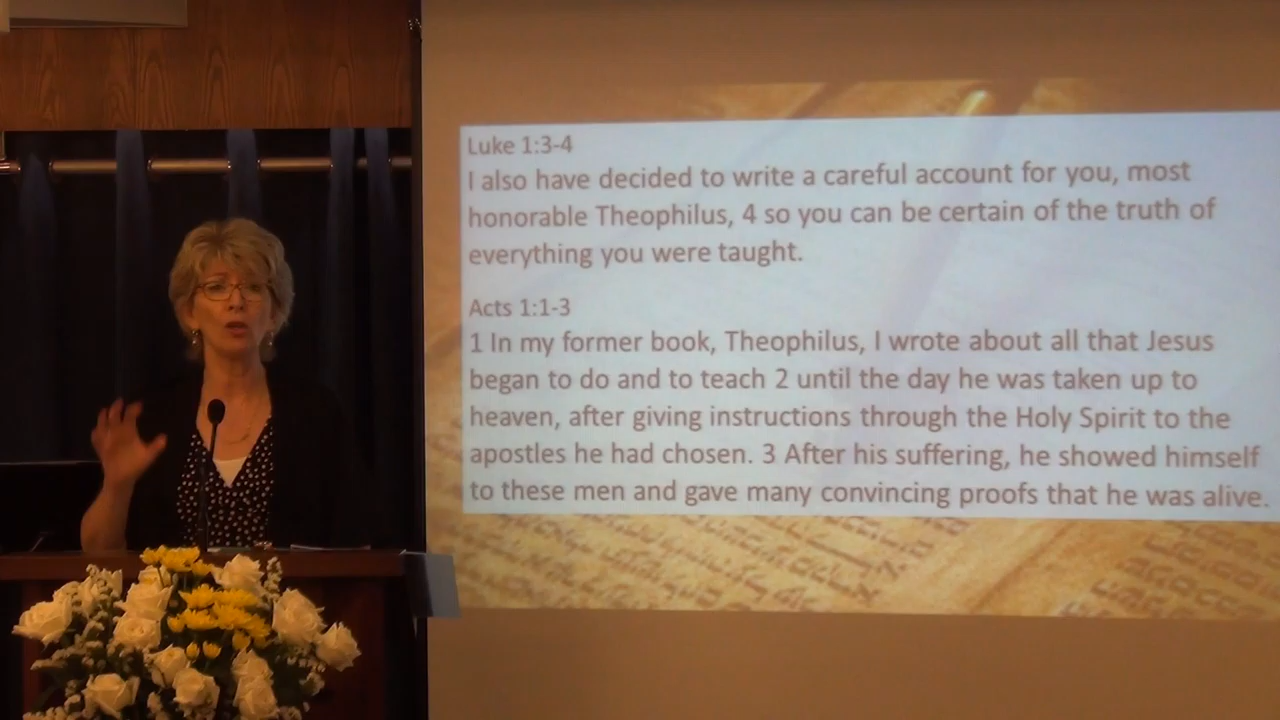 Luke 1:3-4
I also have decided to write a careful account for you, most
honorable Theophilus, 4 so you can be certain of the truth of
everything you were taught.
Acts 1:1-3
1 In my former book, Theophilus, I wrote about all that Jesus
began to do and to teach 2 until the day he was taken up to
heaven, after giving instructions through the Holy Spirit to the
apostles he had chosen. 3 After his suffering, he showed himself
to these men and gave many convincing proofs that he was alive.